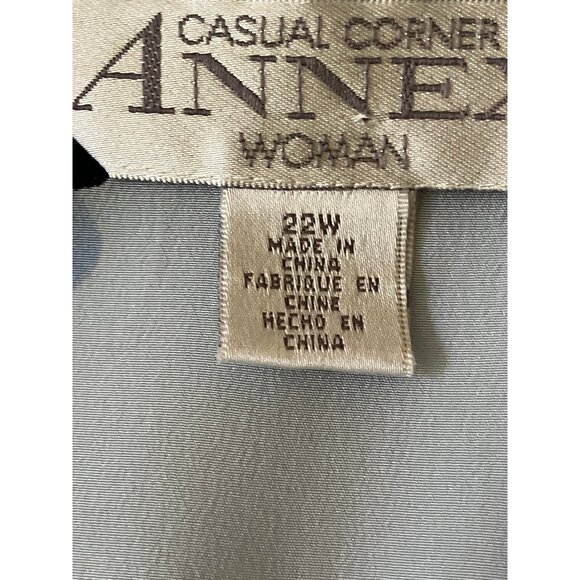 CASUAL CORNER
ANNEX
WOMAN
22W
MADE IN
CHINA
FABRIQUE EN
CHINE
HECHO EN
CHINA